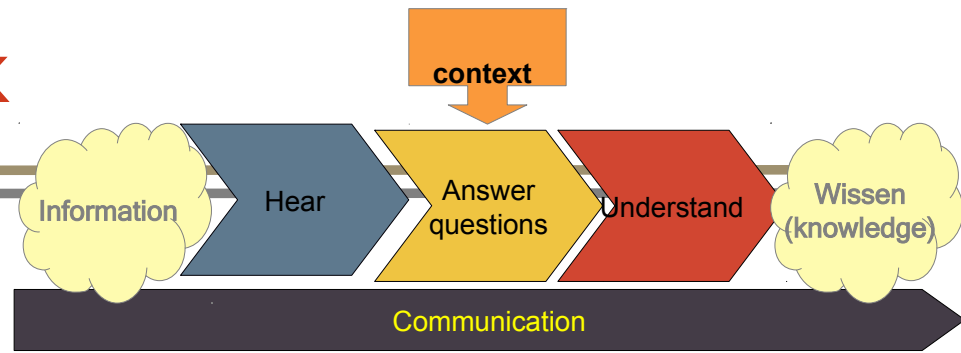 context
Information
Hear
Answer
questions
Understand
Wissen
(knowledge)
Communication